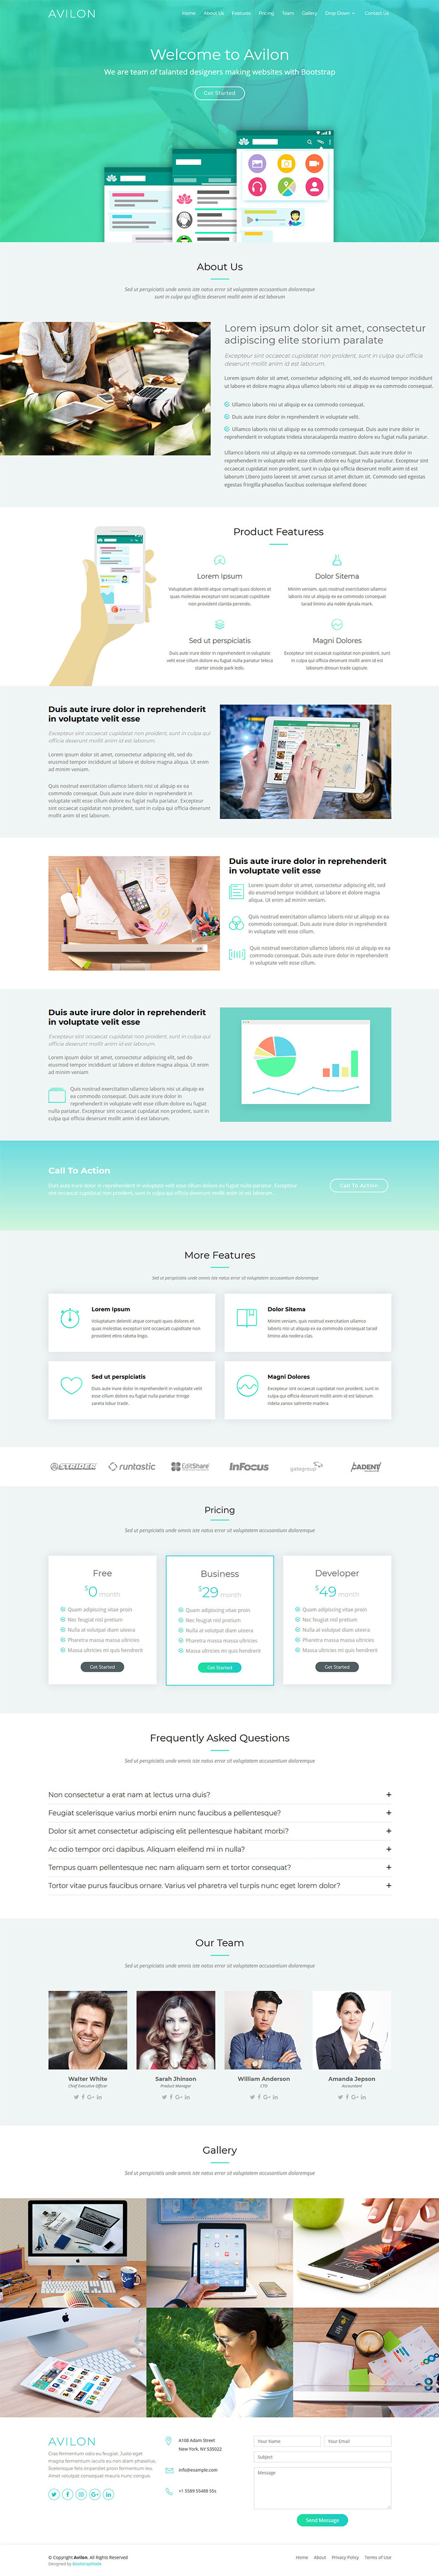 AVILON
Home About Us Features Pricing Team Gallery Drop Down Contact Us
Welcome to Avilon
We are team of talanted designers making websites with Bootstrap
Get Started
About Us
Sed ut perspiciatis unde omnis iste natus error sit voluptatem accusantium doloremque
sunt in culpa qui officia deserunt mollit anim id est laborum
Lorem ipsum dolor sit amet, consectetur
adipiscing elite storium paralate
Excepteur sint occaecat cupidatat non proident, sunt in culpa qui officia
deserunt mollit anim id est laborum.
Lorem ipsum dolor sit amet, consectetur adipiscing elit, sed do eiusmod tempor incididunt
ut labore et dolore magna aliqua ullamco laboris nisi ut aliquip ex ea commodo consequat.
Ullamco laboris nisi ut aliquip ex ea commodo consequat.
Duis aute irure dolor in reprehenderit in voluptate velit.
Ullamco laboris nisi ut aliquip ex ea commodo consequat. Duis aute irure dolor in
reprehenderit in voluptate trideta storacalaperda mastiro dolore eu fugiat nulla pariatur.
Ullamco laboris nisi ut aliquip ex ea commodo consequat. Duis aute irure dolor in
reprehenderit in voluptate velit esse cillum dolore eu fugiat nulla pariatur. Excepteur sint
occaecat cupidatat non proident, sunt in culpa qui officia deserunt mollit anim id est
laborum Libero justo laoreet sit amet cursus sit amet dictum sit. Commodo sed egestas
egestas fringilla phasellus faucibus scelerisque eleifend donec
Product Featuress
Lorem Ipsum
Voluptatum deleniti atque corrupti quos dolores et
quas molestias excepturi sint occaecati cupiditate
non provident clarida perendo.
Dolor Sitema
Minim veniam, quis nostrud exercitation ullamco
laboris nisi ut aliquip ex ea commodo consequat
tarad limino ata noble dynala mark.
Sed ut perspiciatis
Duis aute irure dolor in reprehenderit in voluptate
velit esse cillum dolore eu fugiat nulla pariatur teleca
starter sinode park ledo.
Magni Dolores
Excepteur sint occaecat cupidatat non proident, sunt
in culpa qui officia deserunt mollit anim id est
laborum dinoun trade capsule.
Duis aute irure dolor in reprehenderit
in voluptate velit esse
Excepteur sint occaecat cupidatat non proident, sunt in culpa qui
officia deserunt mollit anim id est laborum.
Lorem ipsum dolor sit amet, consectetur adipiscing elit, sed do
eiusmod tempor incididunt ut labore et dolore magna aliqua. Ut enim
ad minim veniam.
Quis nostrud exercitation ullamco laboris nisi ut aliquip ex ea
commodo consequat. Duis aute irure dolor in reprehenderit in
voluptate velit esse cillum dolore eu fugiat nulla pariatur. Excepteur
sint occaecat cupidatat non proident, sunt in culpa qui officia deserunt
mollit anim id est laborum.
Duis aute irure dolor in reprehenderit
in voluptate velit esse
Lorem ipsum dolor sit amet, consectetur adipiscing elit, sed
do eiusmod tempor incididunt ut labore et dolore magna
aliqua. Ut enim ad minim veniam.
Quis nostrud exercitation ullamco laboris nisi ut aliquip ex ea
commodo consequat. Duis aute irure dolor in reprehenderit
in voluptate velit esse cillum.
Quis nostrud exercitation ullamco laboris nisi ut aliquip ex ea
commodo consequat. Duis aute irure dolor in reprehenderit
in voluptate velit esse cillum.
Duis aute irure dolor in reprehenderit
in voluptate velit esse
Excepteur sint occaecat cupidatat non proident, sunt in culpa qui
officia deserunt mollit anim id est laborum.
Lorem ipsum dolor sit amet, consectetur adipiscing elit, sed do
eiusmod tempor incididunt ut labore et dolore magna aliqua. Ut enim
ad minim veniam
Quis nostrud exercitation ullamco laboris nisi ut aliquip ex
ea commodo consequat. Duis aute irure dolor in
reprehenderit in voluptate velit esse cillum dolore eu fugiat
nulla pariatur. Excepteur sint occaecat cupidatat non proident, sunt in
culpa qui officia deserunt mollit anim id est laborum
Call To Action
Duis aute irure dolor in reprehenderit in voluptate velit esse cillum dolore eu fugiat nulla pariatur. Excepteur
sint occaecat cupidatat non proident, sunt in culpa qui officia deserunt mollit anim id est laborum
Call To Action
More Features
Sed ut perspiciatis unde omnis iste natus error sit voluptatem accusantium doloremque
Lorem Ipsum
Voluptatum deleniti atque corrupti quos dolores et
quas molestias excepturi sint occaecati cupiditate non
provident etiro rabeta lingo.
Dolor Sitema
Minim veniam, quis nostrud exercitation ullamco
laboris nisi ut aliquip ex ea commodo consequat tarad
limino ata nodera clas.
Sed ut perspiciatis
Duis aute irure dolor in reprehenderit in voluptate velit
esse cillum dolore eu fugiat nulla pariatur trinige
zareta lobur trade.
Magni Dolores
Excepteur sint occaecat cupidatat non proident, sunt in
culpa qui officia deserunt mollit anim id est laborum
rideta zanox satirente madera
STRIDER runtastic EditShare InFocus gategroup CADENT
Pricing
Sed ut perspiciatis unde omnis iste natus error sit voluptatem accusantium doloremque
Free
$0 month
Quam adipiscing vitae proin
Nec feugiat nisl pretium
Nulla at volutpat diam uteera
Pharetra massa massa ultricies
Massa ultricies mi quis hendrerit
Get Started
Business
$29 month
Quam adipiscing vitae proin
Nec feugiat nisl pretium
Nulla at volutpat diam uteera
Pharetra massa massa ultricies
Massa ultricies mi quis hendrerit
Get Started
Developer
$49 month
Quam adipiscing vitae proin
Nec feugiat nisl pretium
Nulla at volutpat diam uteera
Pharetra massa massa ultricies
Massa ultricies mi quis hendrerit
Get Started
Frequently Asked Questions
Sed ut perspiciatis unde omnis iste natus error sit voluptatem accusantium doloremque
Non consectetur a erat nam at lectus urna duis?
Feugiat scelerisque varius morbi enim nunc faucibus a pellentesque?
Dolor sit amet consectetur adipiscing elit pellentesque habitant morbi?
Ac odio tempor orci dapibus. Aliquam eleifend mi in nulla?
Tempus quam pellentesque nec nam aliquam sem et tortor consequat?
Tortor vitae purus faucibus ornare. Varius vel pharetra vel turpis nunc eget lorem dolor?
Our Team
Sed ut perspiciatis unde omnis iste natus error sit voluptatem accusantium doloremque
Walter White
Chief Executive Officer
Sarah Jhinson
Product Manager
William Anderson
CTO
Amanda Jepson
Accountant
Gallery
Sed ut perspiciatis unde omnis iste natus error sit voluptatem accusantium doloremque
AVILON
Cras fermentum odio eu feugiat. Justo eget
magna fermentum iaculis eu non diam phasellus.
Scelerisque felis imperdiet proin fermentum leo.
Amet volutpat consequat mauris nunc congue.
A108 Adam Street
New York, NY 535022
info@example.com
+1 5589 55488 55s
Your Name
Your Email
Subject
Message
Send Message
© Copyright Avilon. All Rights Reserved
Designed by BootstrapMade
Home About Privacy Policy Terms of Use